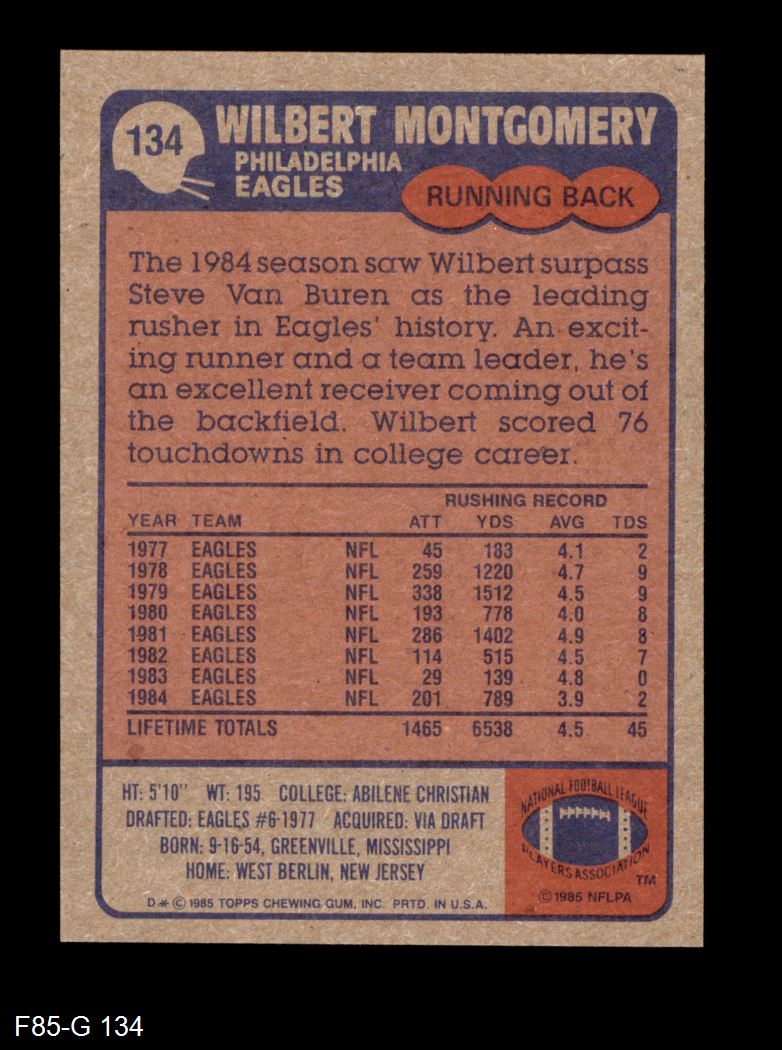 134
WILBERT MONTGOMERY
PHILADELPHIA
EAGLES
RUNNING BACK
The 1984 season saw Wilbert surpass
Steve Van Buren as the leading
rusher in Eagles' history. An excit-
ing runner and a team leader, he's
an excellent receiver coming out of
the backfield. Wilbert scored 76
touchdowns in college career.
RUSHING RECORD
YEAR TEAM ATT YDS AVG TDS
1977 EAGLES NFL 45 183 4.1 2
1978 EAGLES NFL 259 1220 4.7 9
1979 EAGLES NFL 338 1512 4.5 9
1980 EAGLES NFL 193 778 4.0 8
1981 EAGLES NFL 286 1402 4.9 8
1982 EAGLES NFL 114 515 4.5 7
1983 EAGLES NFL 29 139 4.8 0
1984 EAGLES NFL 201 789 3.9 2
LIFETIME TOTALS 1465 6538 4.5 45
HT: 5'10" WT: 195 COLLEGE: ABILENE CHRISTIAN
DRAFTED: EAGLES #6-1977 ACQUIRED: VIA DRAFT
BORN: 9-16-54, GREENVILLE, MISSISSIPPI
HOME: WEST BERLIN, NEW JERSEY
D* © 1985 TOPPS CHEWING GUM, INC. PRTD. IN U.S.A.
NATIONAL FOOTBALL LEAGUE
PLAYERS ASSOCIATION
TM
© 1985 NFLPA
F85-G 134